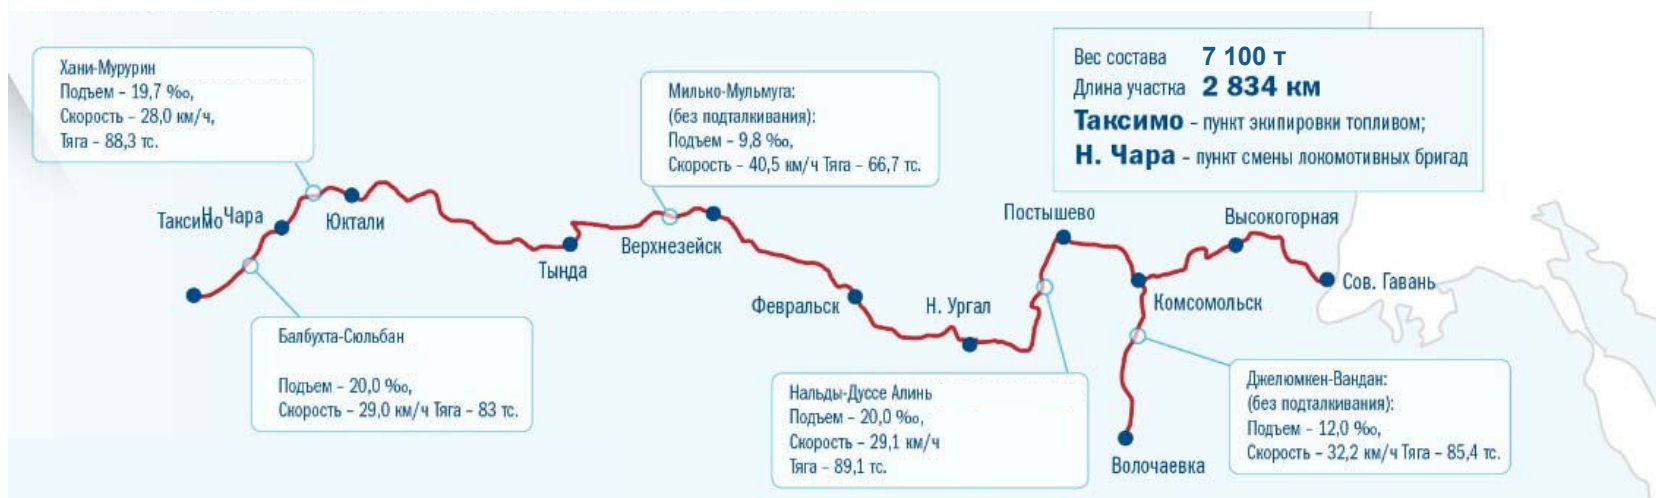 Хани-Мурурин
Подъем – 19,7 ‰,
Скорость – 28,0 км/ч,
Тяга – 88,3 тс.
Милько-Мульмуга:
(без подталкивания):
Подъем – 9,8 ‰,
Скорость – 40,5 км/ч Тяга – 66,7 тс.
Вес состава 7 100 т
Длина участка 2 834 км
Таксимо – пункт экипировки топливом;
Н. Чара – пункт смены локомотивных бригад
Таксимо
Н. Чара
Юктали
Тында
Верхнезейск
Февральск
Н. Ургал
Постышево
Высокогорная
Комсомольск
Сов. Гавань
Волочаевка
Балбухта-Сюльбан
Подъем – 20,0 ‰,
Скорость – 29,0 км/ч Тяга – 83 тс.
Нальды-Дуссе Алинь
Подъем – 20,0 ‰,
Скорость – 29,1 км/ч
Тяга – 89,1 тс.
Джелюмкен-Вандан:
(без подталкивания):
Подъем – 12,0 ‰,
Скорость – 32,2 км/ч Тяга – 85,4 тс.